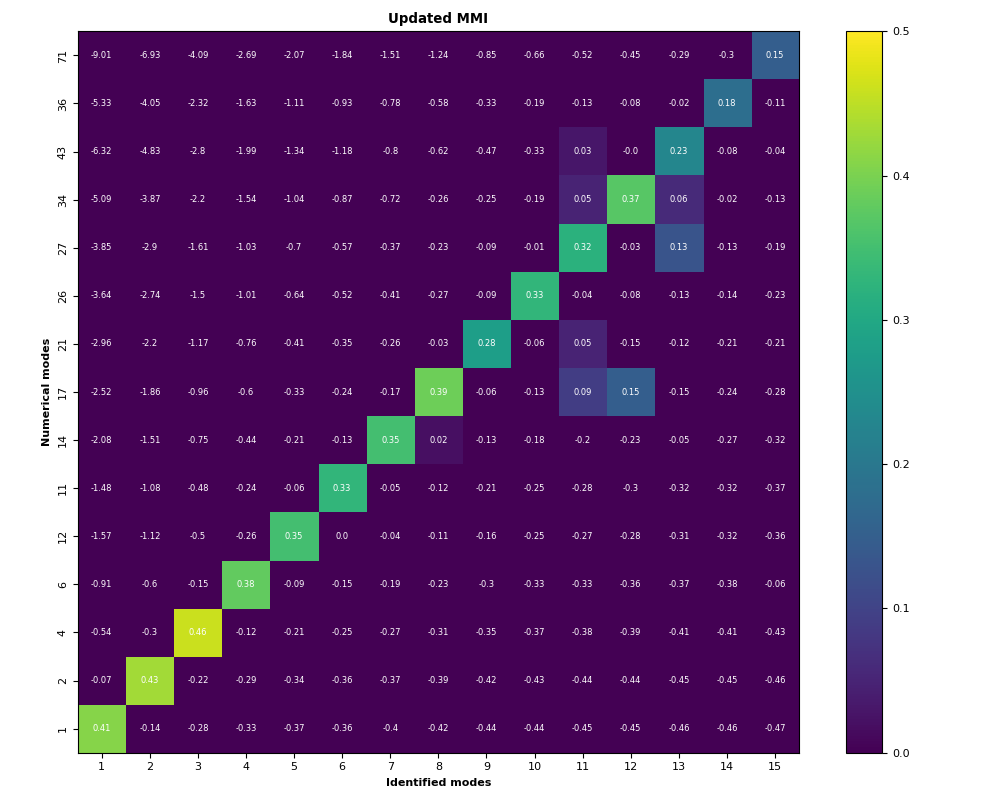 Updated MMI
71 -9.01 -6.93 -4.09 -2.69 -2.07 -1.84 -1.51 -1.24 -0.85 -0.66 -0.52 -0.45 -0.29 -0.3 0.15
36 -5.33 -4.05 -2.32 -1.63 -1.11 -0.93 -0.78 -0.58 -0.33 -0.19 -0.13 -0.08 -0.02 0.18 -0.11
43 -6.32 -4.83 -2.8 -1.99 -1.34 -1.18 -0.8 -0.62 -0.47 -0.33 0.03 -0.0 0.23 -0.08 -0.04
34 -5.09 -3.87 -2.2 -1.54 -1.04 -0.87 -0.72 -0.26 -0.25 -0.19 0.05 0.37 0.06 -0.02 -0.13
27 -3.85 -2.9 -1.61 -1.03 -0.7 -0.57 -0.37 -0.23 -0.09 -0.01 0.32 -0.03 0.13 -0.13 -0.19
26 -3.64 -2.74 -1.5 -1.01 -0.64 -0.52 -0.41 -0.27 -0.09 0.33 -0.04 -0.08 -0.13 -0.14 -0.23
21 -2.96 -2.2 -1.17 -0.76 -0.41 -0.35 -0.26 -0.03 0.28 -0.06 0.05 -0.15 -0.12 -0.21 -0.21
17 -2.52 -1.86 -0.96 -0.6 -0.33 -0.24 -0.17 0.39 -0.06 -0.13 0.09 0.15 -0.15 -0.24 -0.28
14 -2.08 -1.51 -0.75 -0.44 -0.21 -0.13 0.35 0.02 -0.13 -0.18 -0.2 -0.23 -0.05 -0.27 -0.32
11 -1.48 -1.08 -0.48 -0.24 -0.06 0.33 -0.05 -0.12 -0.21 -0.25 -0.28 -0.3 -0.32 -0.32 -0.37
12 -1.57 -1.12 -0.5 -0.26 0.35 0.0 -0.04 -0.11 -0.16 -0.25 -0.27 -0.28 -0.31 -0.32 -0.36
6 -0.91 -0.6 -0.15 0.38 -0.09 -0.15 -0.19 -0.23 -0.3 -0.33 -0.33 -0.36 -0.37 -0.38 -0.06
4 -0.54 -0.3 0.46 -0.12 -0.21 -0.25 -0.27 -0.31 -0.35 -0.37 -0.38 -0.39 -0.41 -0.41 -0.43
2 -0.07 0.43 -0.22 -0.29 -0.34 -0.36 -0.37 -0.39 -0.42 -0.43 -0.44 -0.44 -0.45 -0.45 -0.46
1 0.41 -0.14 -0.28 -0.33 -0.37 -0.36 -0.4 -0.42 -0.44 -0.44 -0.45 -0.45 -0.46 -0.46 -0.47
1 2 3 4 5 6 7 8 9 10 11 12 13 14 15
Identified modes
Numerical modes
0.5
0.4
0.3
0.2
0.1
0.0